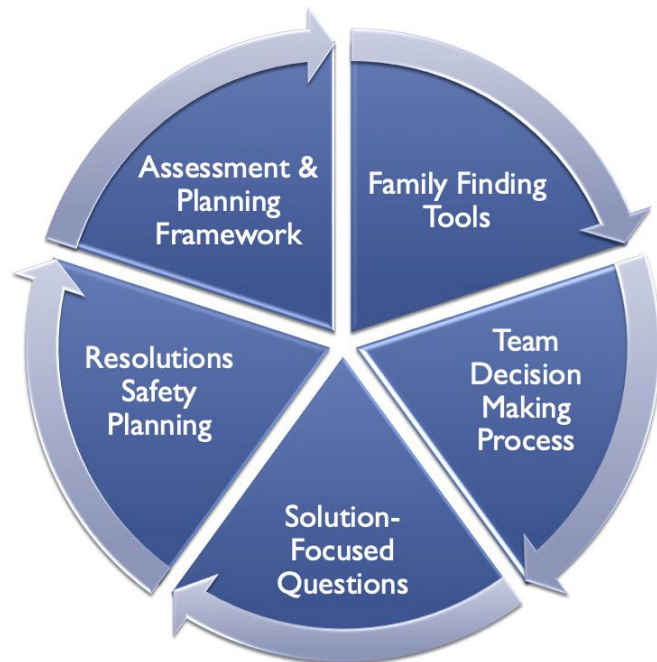 Assessment &
Planning
Framework
Family Finding
Tools
Team
Decision
Making
Process
Solution-
Focused
Questions
Resolutions
Safety
Planning